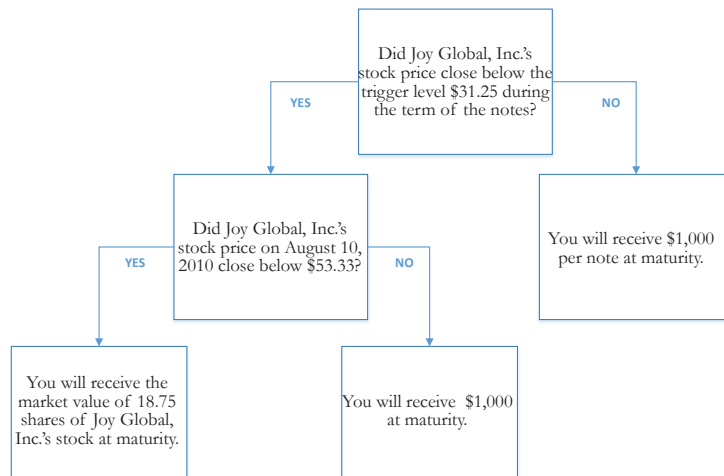 Did Joy Global, Inc.'s
stock price close below the
trigger level $31.25 during
the term of the notes?
YES
NO
Did Joy Global, Inc.'s
stock price on August 10,
2010 close below $53.33?
You will receive $1,000
per note at maturity.
YES
NO
You will receive the
market value of 18.75
shares of Joy Global,
Inc.'s stock at maturity.
You will receive $1,000
at maturity.